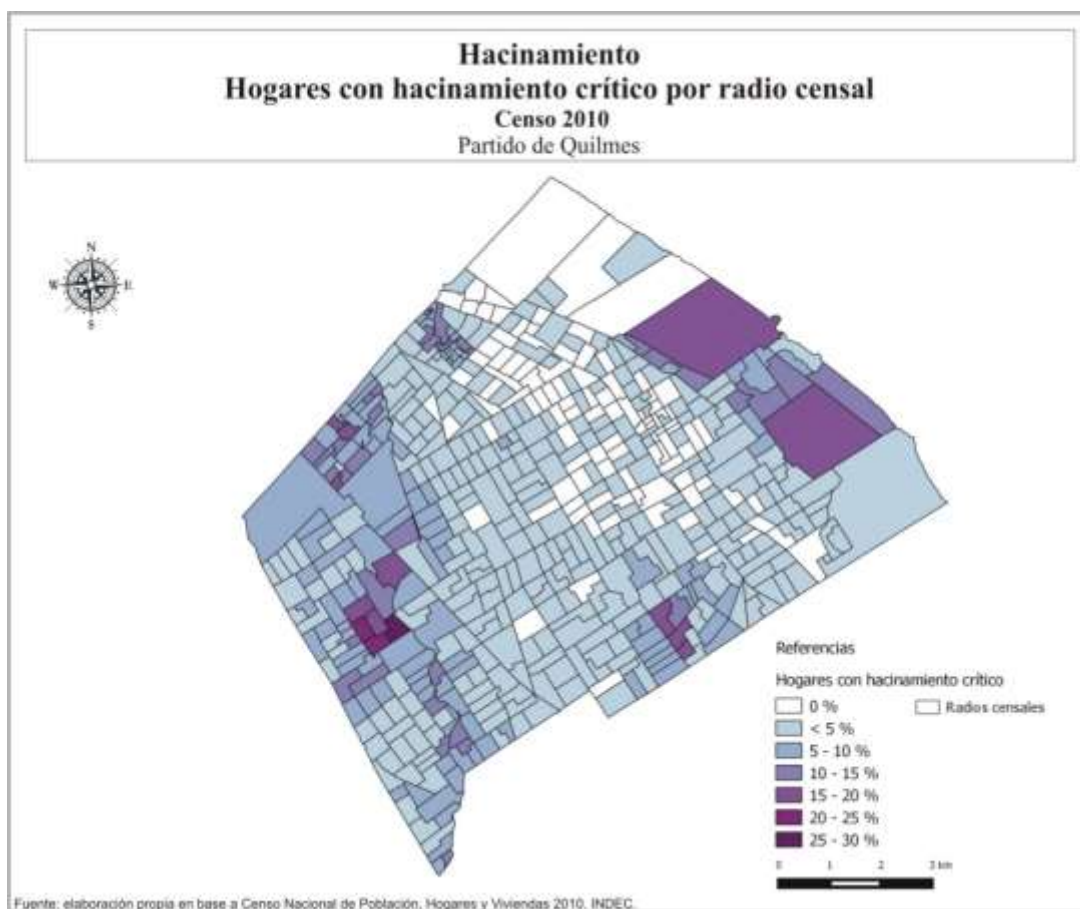 Hacinamiento
Hogares con hacinamiento crítico por radio censal
Censo 2010
Partido de Quilmes
N
W E
S
Referencias
Hogares con hacinamiento crítico
0 %
Radios censales
< 5 %
5 - 10 %
10 - 15 %
15 - 20 %
20 - 25 %
25 - 30 %
0 1 2 3 km
Fuente: elaboración propia en base a Censo Nacional de Población, Hogares y Viviendas 2010. INDEC.